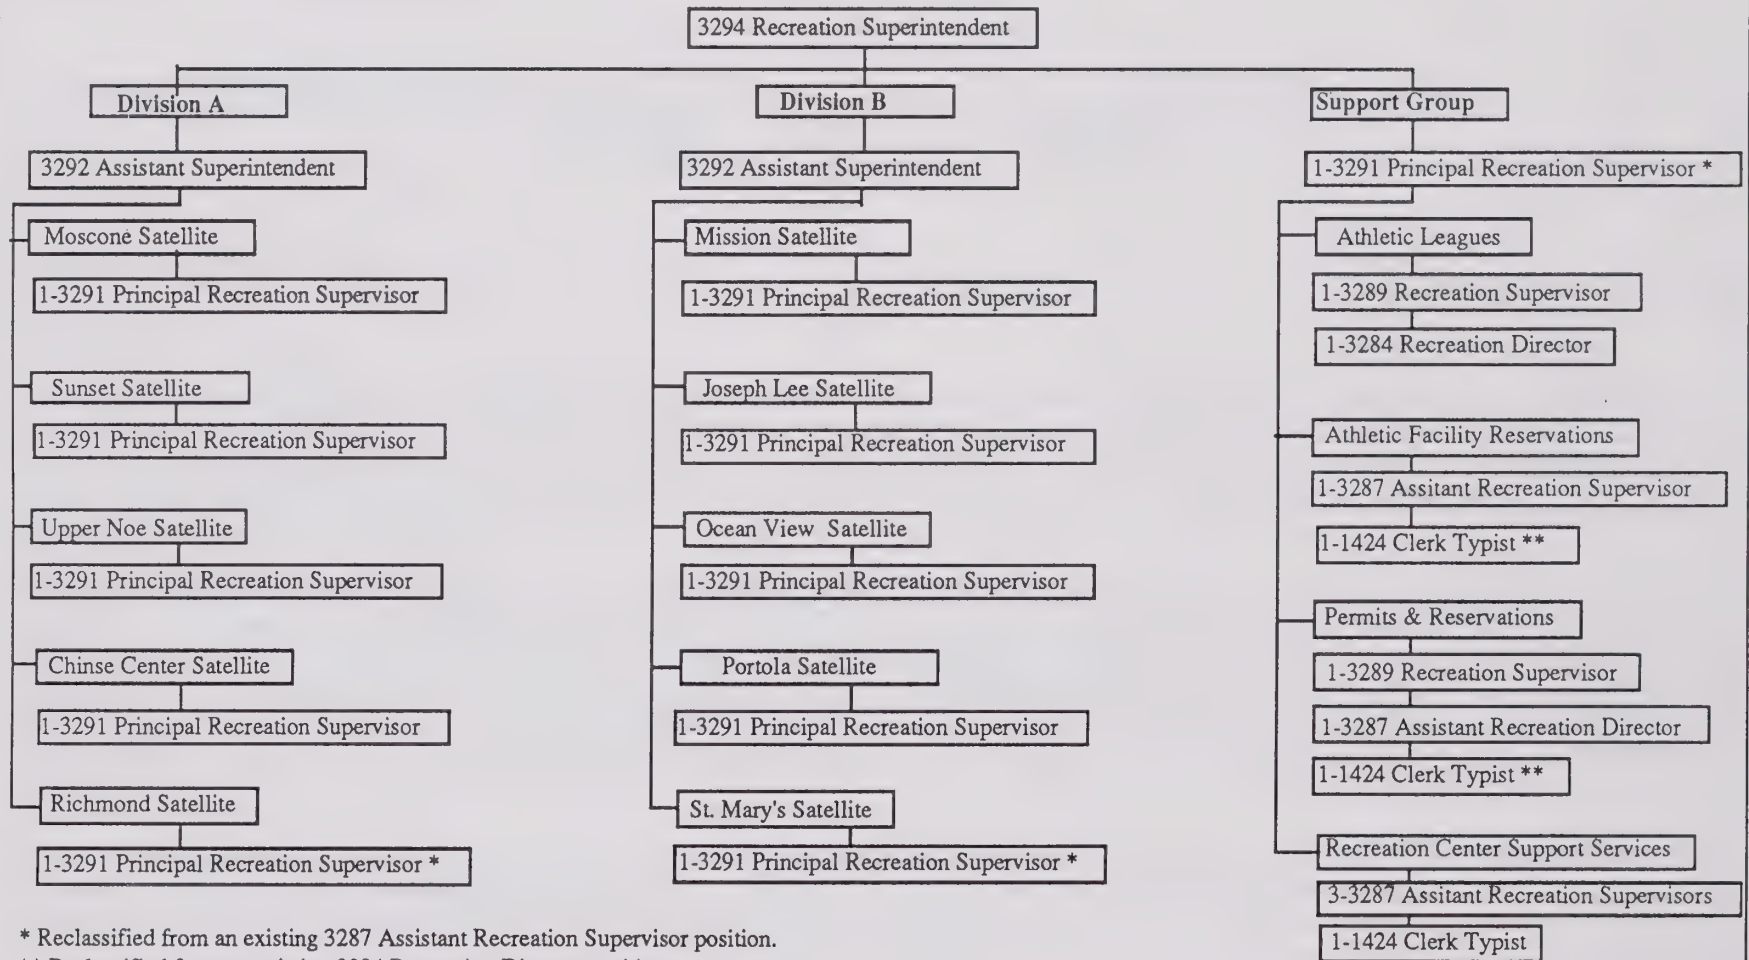 3294 Recreation Superintendent
Division A
3292 Assistant Superintendent
Moscone Satellite
1-3291 Principal Recreation Supervisor
Sunset Satellite
1-3291 Principal Recreation Supervisor
Upper Noe Satellite
1-3291 Principal Recreation Supervisor
Chinse Center Satellite
1-3291 Principal Recreation Supervisor
Richmond Satellite
1-3291 Principal Recreation Supervisor *
Division B
3292 Assistant Superintendent
Mission Satellite
1-3291 Principal Recreation Supervisor
Joseph Lee Satellite
1-3291 Principal Recreation Supervisor
Ocean View Satellite
1-3291 Principal Recreation Supervisor
Portola Satellite
1-3291 Principal Recreation Supervisor
St. Mary's Satellite
1-3291 Principal Recreation Supervisor *
Support Group
1-3291 Principal Recreation Supervisor *
Athletic Leagues
1-3289 Recreation Supervisor
1-3284 Recreation Director
Athletic Facility Reservations
1-3287 Assitant Recreation Supervisor
1-1424 Clerk Typist **
Permits & Reservations
1-3289 Recreation Supervisor
1-3287 Assistant Recreation Director
1-1424 Clerk Typist **
Recreation Center Support Services
3-3287 Assitant Recreation Supervisors
1-1424 Clerk Typist
* Reclassified from an existing 3287 Assistant Recreation Supervisor position.